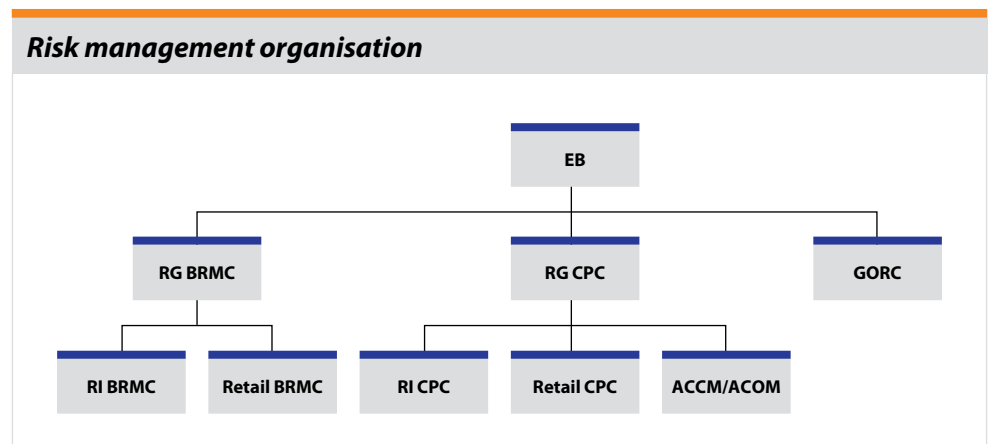 Risk management organisation
EB
RG BRMC
RG CPC
GORC
RI BRMC
Retail BRMC
RI CPC
Retail CPC
ACCM/ACOM